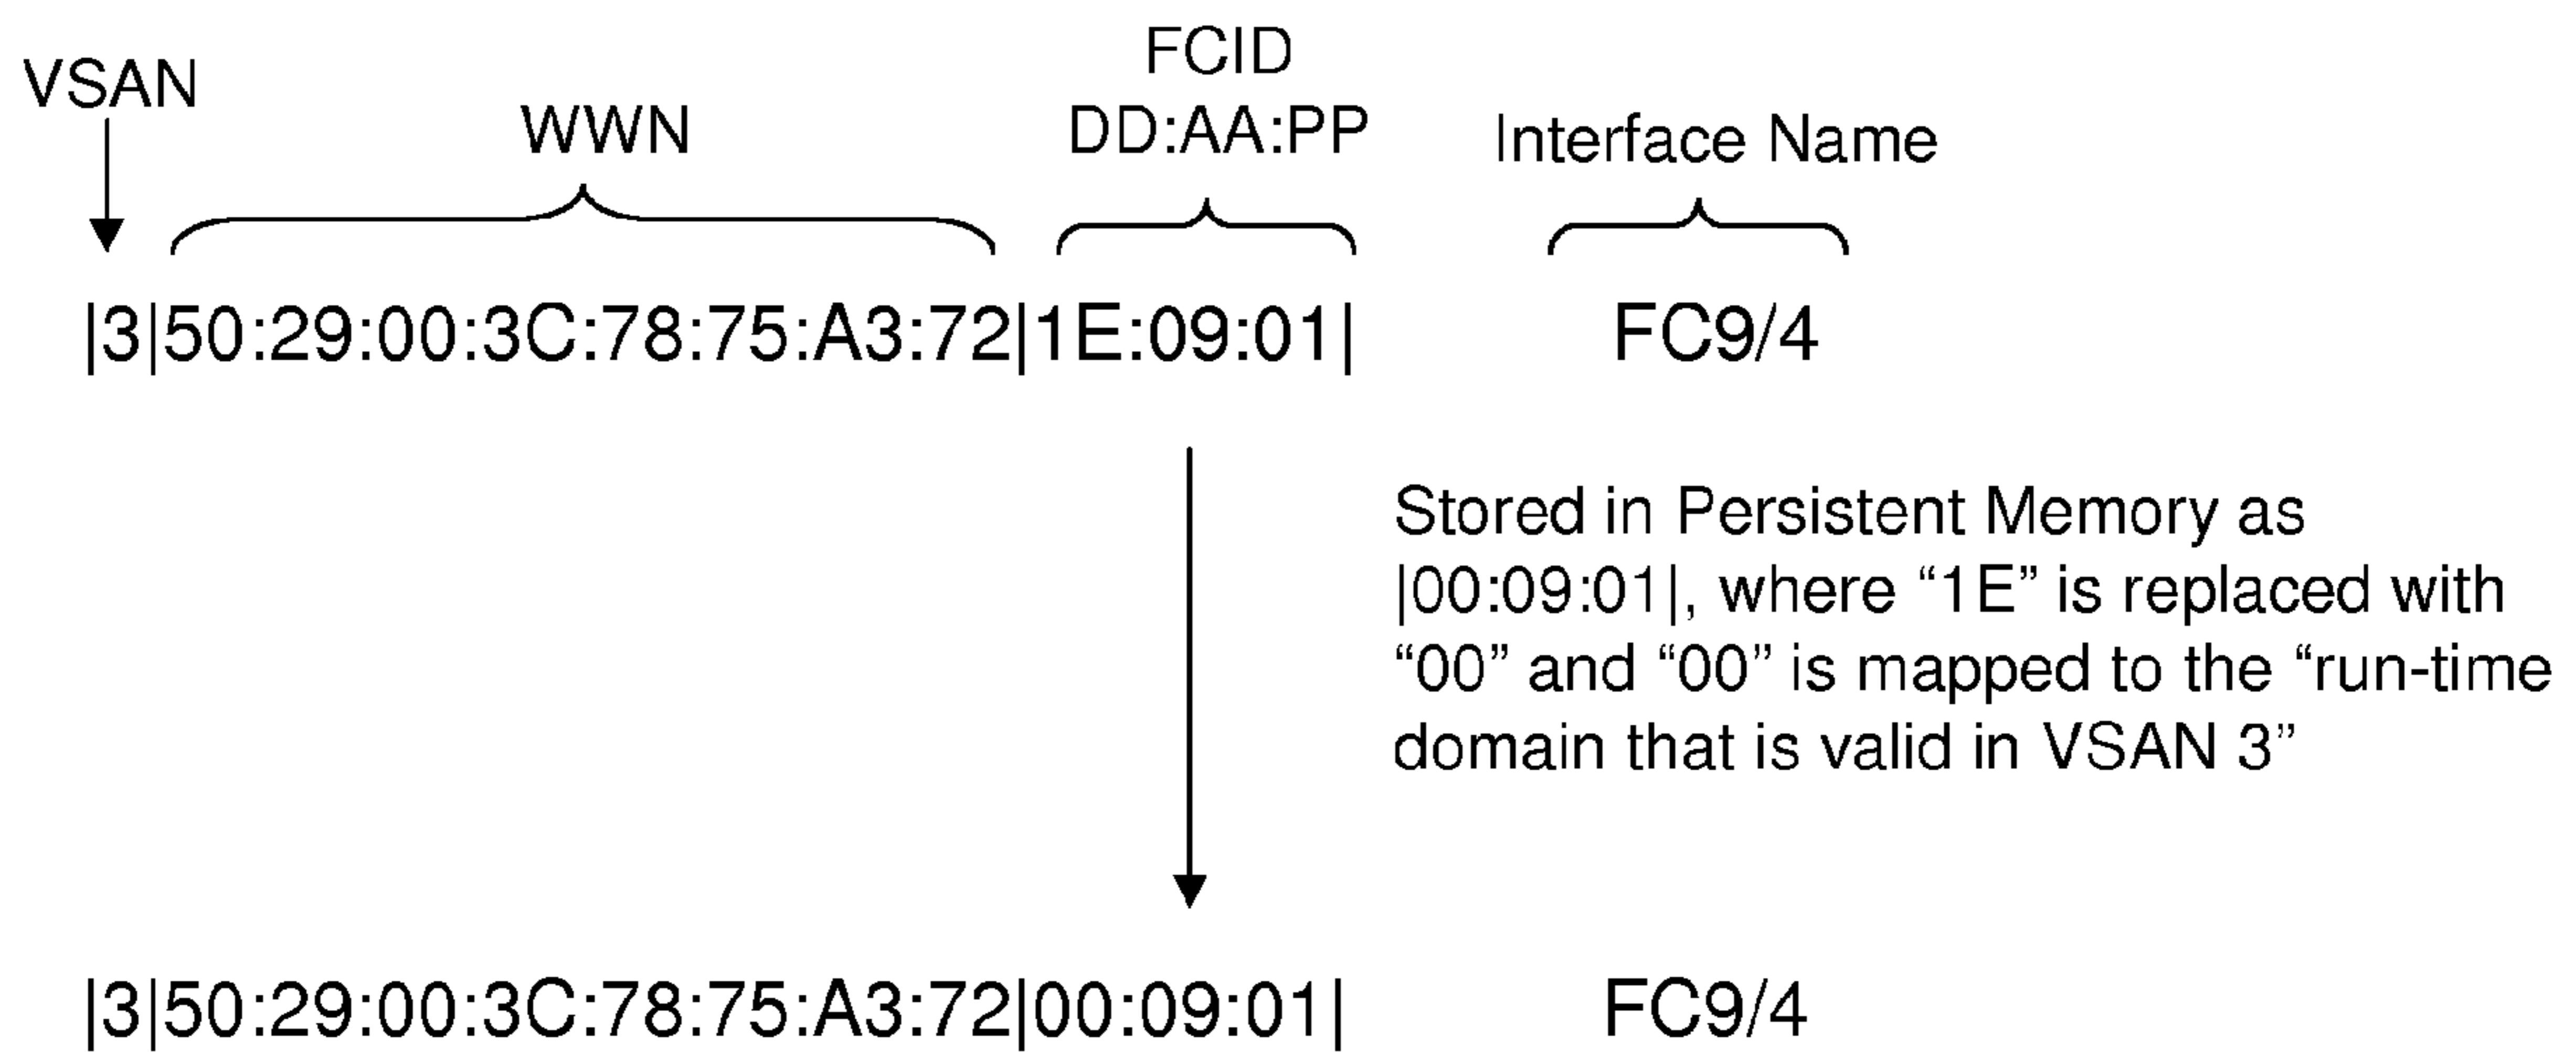 VSAN
WWN
FCID
DD:AA:PP
Interface Name
|3|50:29:00:3C:78:75:A3:72|1E:09:01| FC9/4
Stored in Persistent Memory as
|00:09:01|, where “1E” is replaced with
“00” and “00” is mapped to the “run-time
domain that is valid in VSAN 3”
|3|50:29:00:3C:78:75:A3:72|00:09:01| FC9/4